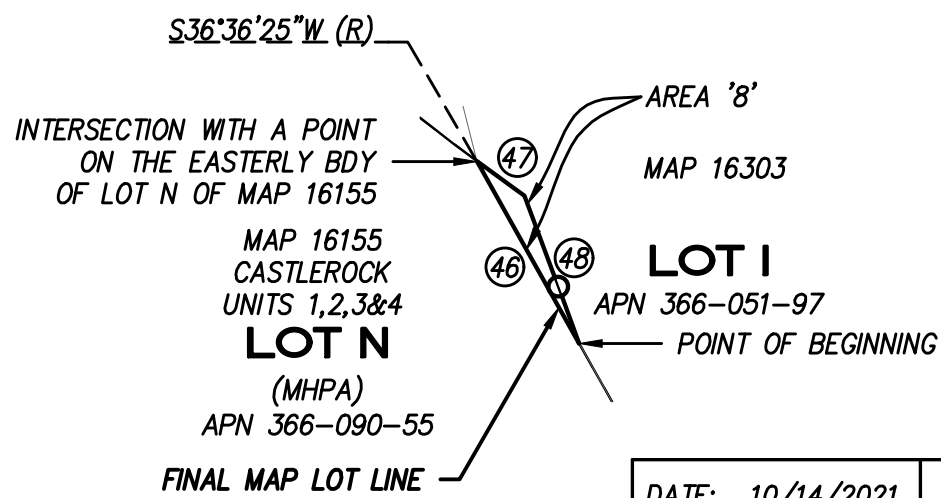 S36°36'25"W (R)
AREA '8'
INTERSECTION WITH A POINT
ON THE EASTERLY BDY
OF LOT N OF MAP 16155
47
MAP 16303
MAP 16155
CASTLEROCK
UNITS 1,2,3&4
LOT N
(MHPA)
APN 366-090-55
46
48
LOT I
APN 366-051-97
POINT OF BEGINNING
FINAL MAP LOT LINE
DATE: 10/14/2021